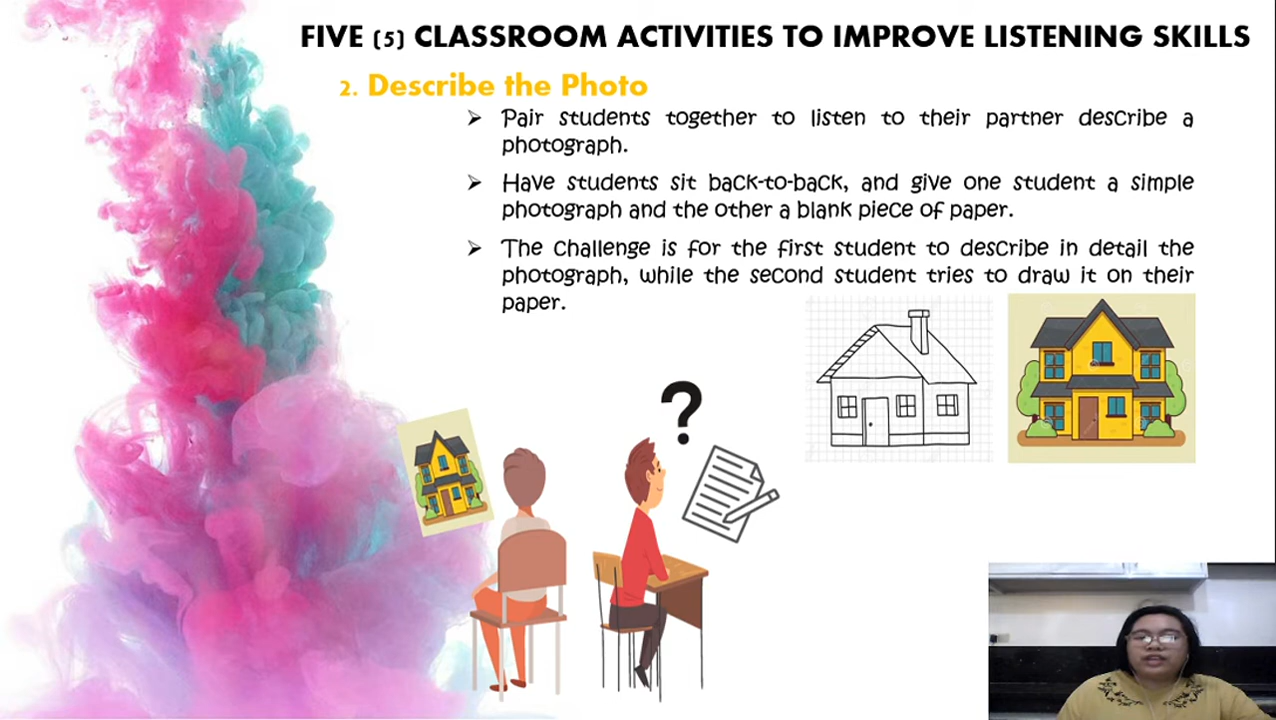 FIVE (5) CLASSROOM ACTIVITIES TO IMPROVE LISTENING SKILLS
2. Describe the Photo
➢ Pair students together to listen to their partner describe a
photograph.
➢ Have students sit back-to-back, and give one student a simple
photograph and the other a blank piece of paper.
➢ The challenge is for the first student to describe in detail the
photograph, while the second student tries to draw it on their
paper.
?